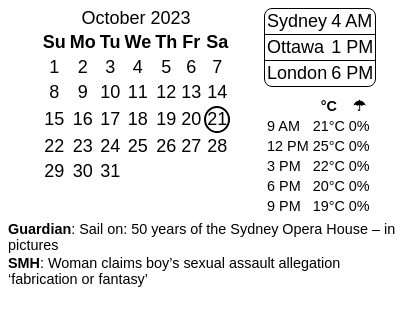 October 2023
Su Mo Tu We Th Fr Sa
1 2 3 4 5 6 7
8 9 10 11 12 13 14
15 16 17 18 19 20 21
22 23 24 25 26 27 28
29 30 31
Sydney 4 AM
Ottawa 1 PM
London 6 PM
°C ☂
9 AM 21°C 0%
12 PM 25°C 0%
3 PM 22°C 0%
6 PM 20°C 0%
9 PM 19°C 0%
Guardian: Sail on: 50 years of the Sydney Opera House – in
pictures
SMH: Woman claims boy’s sexual assault allegation
‘fabrication or fantasy’